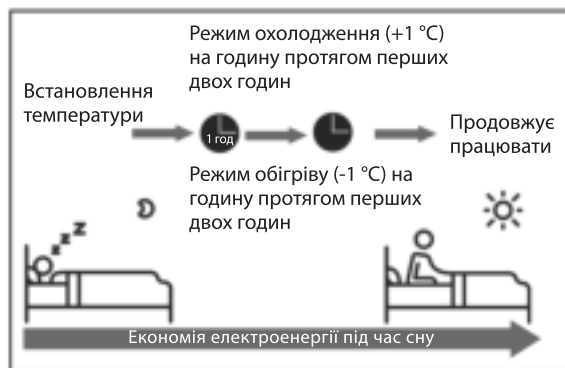 Режим охолодження (+1 °C)
на годину протягом перших
двох годин
Встановлення
температури
1 год
Продовжує
працювати
Режим обігріву (-1 °C) на
годину протягом перших
двох годин
z z z
Економія електроенергії під час сну